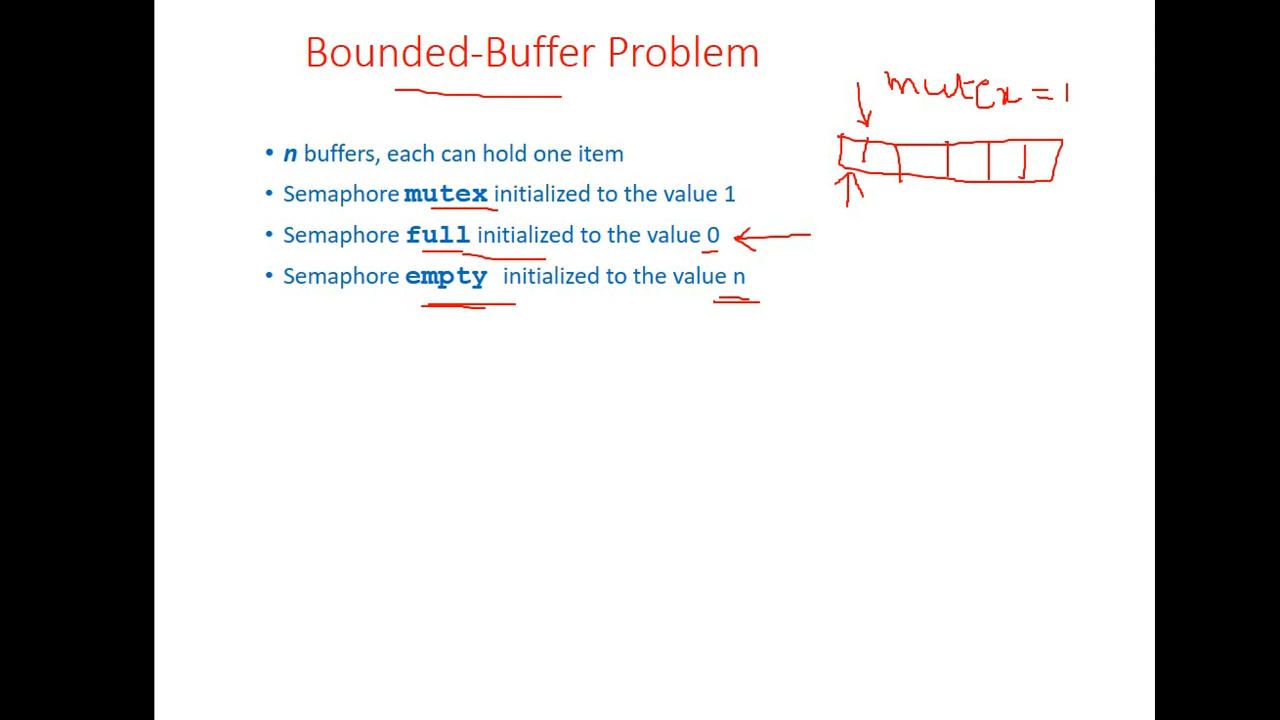 Bounded-Buffer Problem
mutex = 1
• n buffers, each can hold one item
• Semaphore mutex initialized to the value 1
• Semaphore full initialized to the value 0
• Semaphore empty initialized to the value n